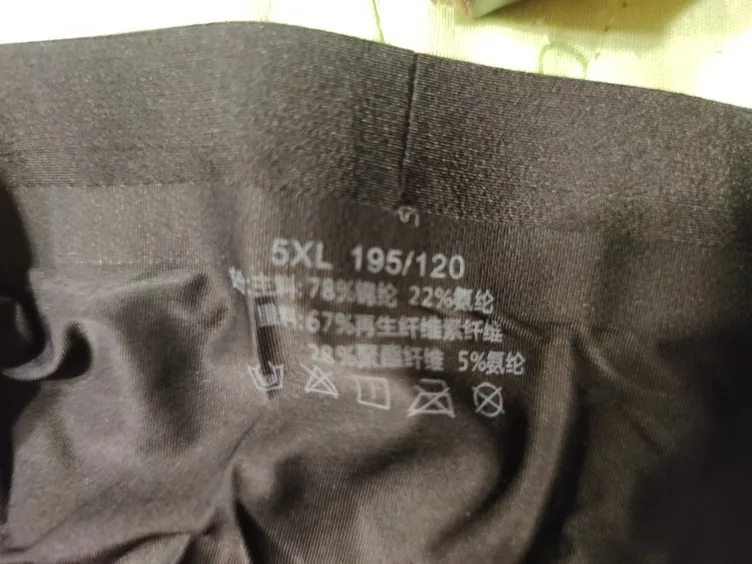 5XL 195/120
主料:78%锦纶 22%氨纶
料:67%再生纤维素纤维
28%聚酯纤维 5%氨纶